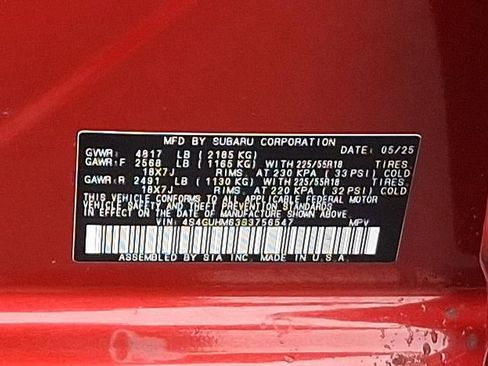 MFD BY SUBARU CORPORATION DATE: 05/25
GVWR: 4817 LB (2185 KG)
GAWR:F 2568 LB (1165 KG) WITH 225/55R18 TIRES,
18X7J RIMS, AT 230 KPA (33 PSI) COLD
GAWR:R 2491 LB (1130 KG) WITH 225/55R18 TIRES,
18X7J RIMS, AT 220 KPA (32 PSI) COLD
THIS VEHICLE CONFORMS TO ALL APPLICABLE FEDERAL MOTOR
VEHICLE SAFETY, BUMPER, AND THEFT PREVENTION STANDARDS
IN EFFECT ON THE DATE OF MANUFACTURE SHOWN ABOVE.
VIN: 4S4GUHM63S3756547 MPV
ASSEMBLED BY SIA INC. MADE IN U.S.A.